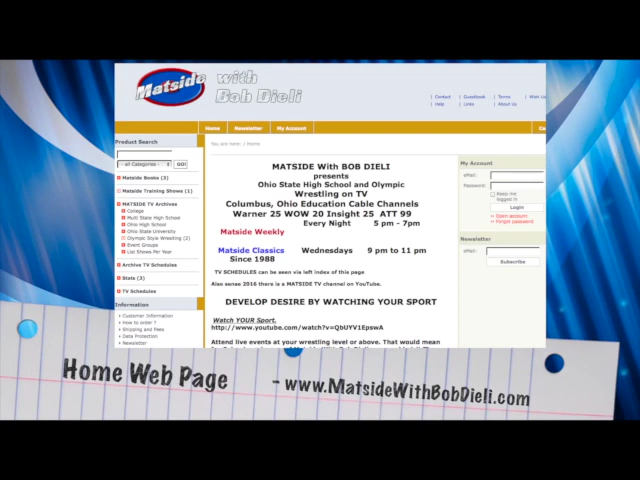 Matside with
Bob Dieli
Contact Guestbook Terms Wish
Help Links About Us
Home Newsletter My Account
Product Search
You are here: / Home
- all Categories - GO!
Matside Books (3)
Matside Training Shows (1)
MATSIDE TV Archives
College
Multi State High School
Ohio High School
Ohio State University
Olympic Style Wrestling (2)
Event Groups
List Shows Per Year
Archive TV Schedules
Stats (3)
TV Schedules
Information
Customer Information
How to order ?
Shipping and Fees
Data Protection
Newsletter
MATSIDE With BOB DIELI
presents
Ohio State High School and Olympic
Wrestling on TV
Columbus, Ohio Education Cable Channels
Warner 25 WOW 20 Insight 25 ATT 99
Every Night 5 pm - 7pm
Matside Weekly
Matside Classics Wednesdays 9 pm to 11 pm
Since 1988
TV SCHEDULES can be seen via left index of this page
Also sense 2016 there is a MATSIDE TV channel on YouTube.
DEVELOP DESIRE BY WATCHING YOUR SPORT
Watch YOUR Sport.
http://www.youtube.com/watch?v=QbUYV1EpswA
Attend live events at your wrestling level or above. That would mean
My Account
eMail:
Password:
Keep me
logged in
Login
Open account
Forgot password
Newsletter
eMail:
Subscribe
Home Web Page - www.MatsideWithBobDieli.com